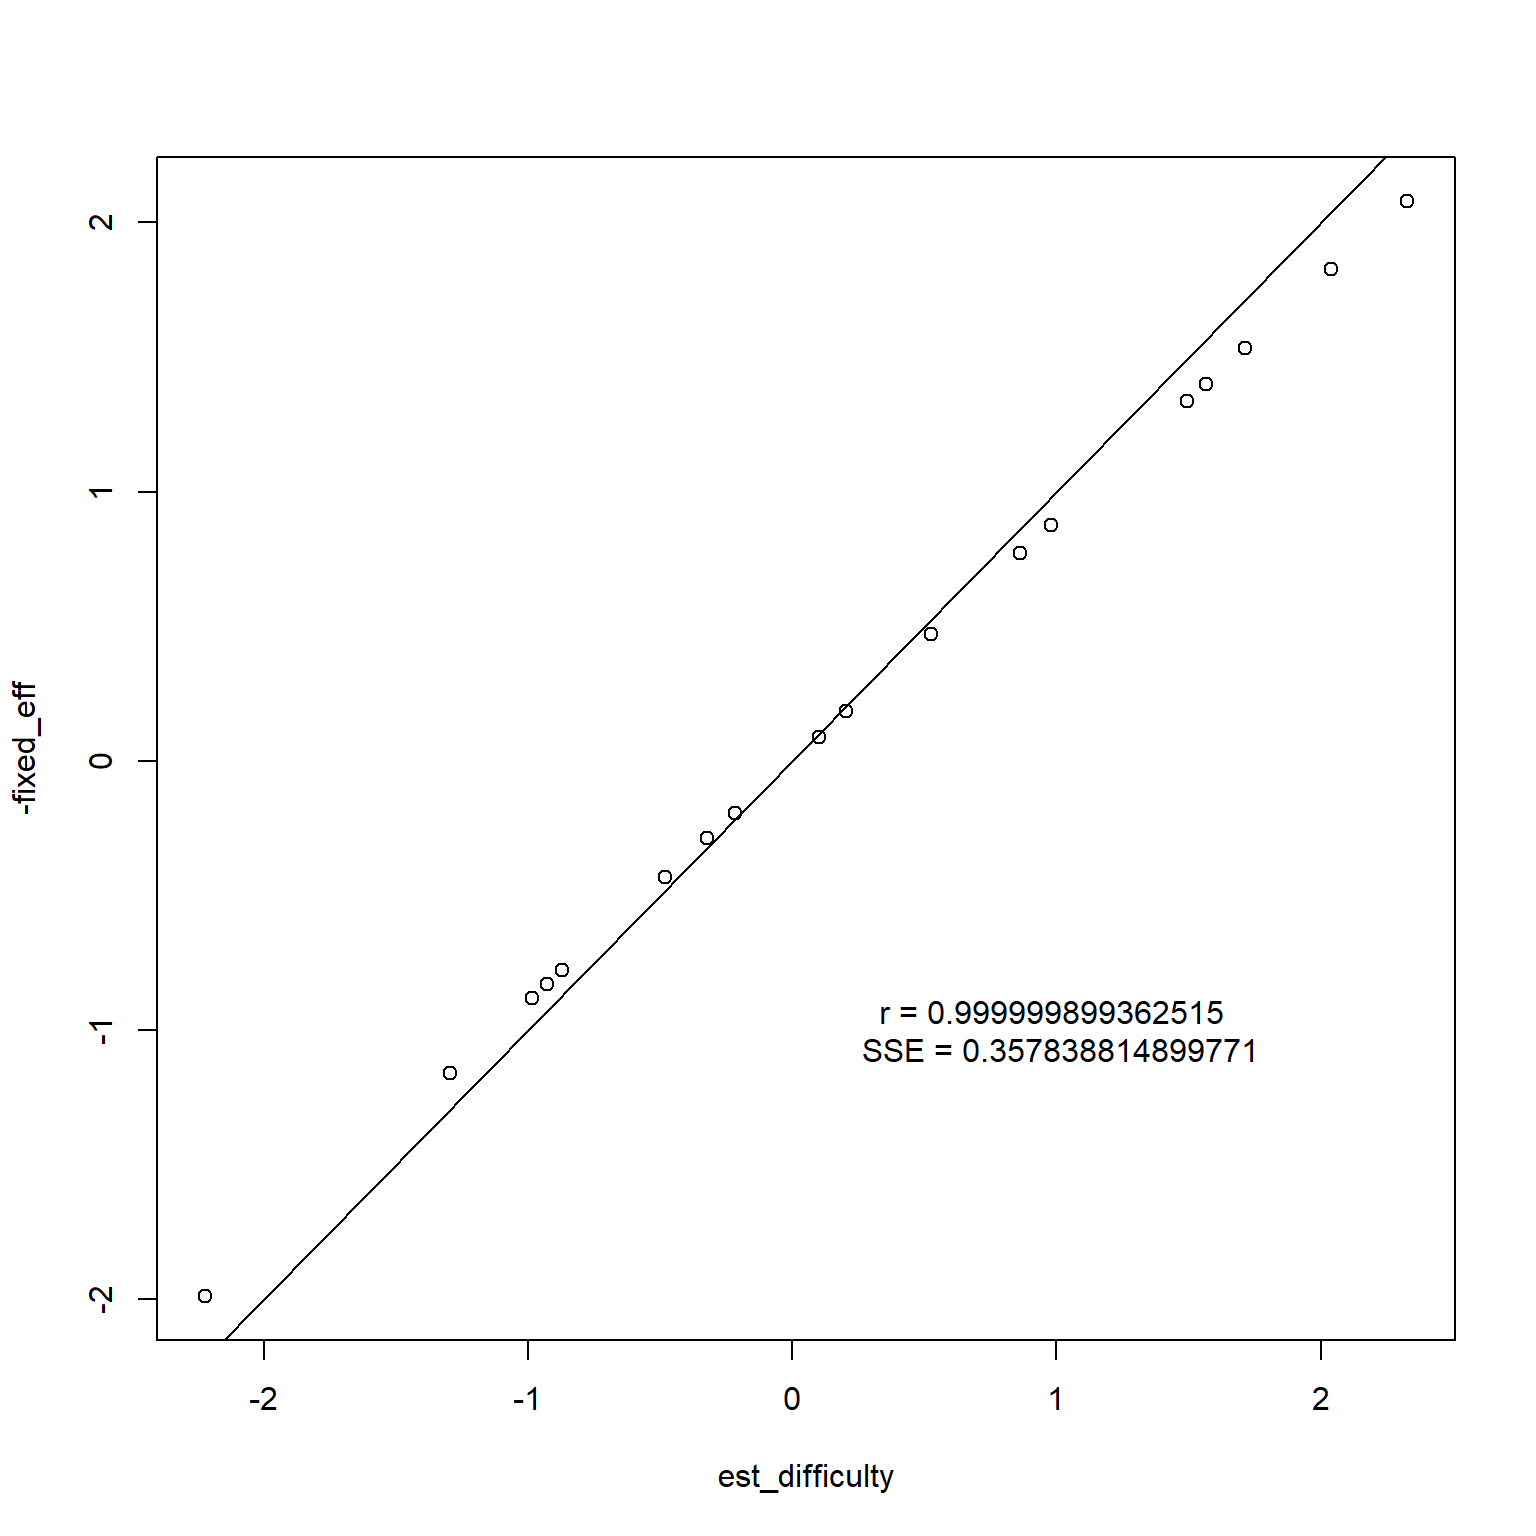 2
1
0
-1
-2
-fixed_eff
r = 0.999999899362515
SSE = 0.357838814899771
-2 -1 0 1 2
est_difficulty